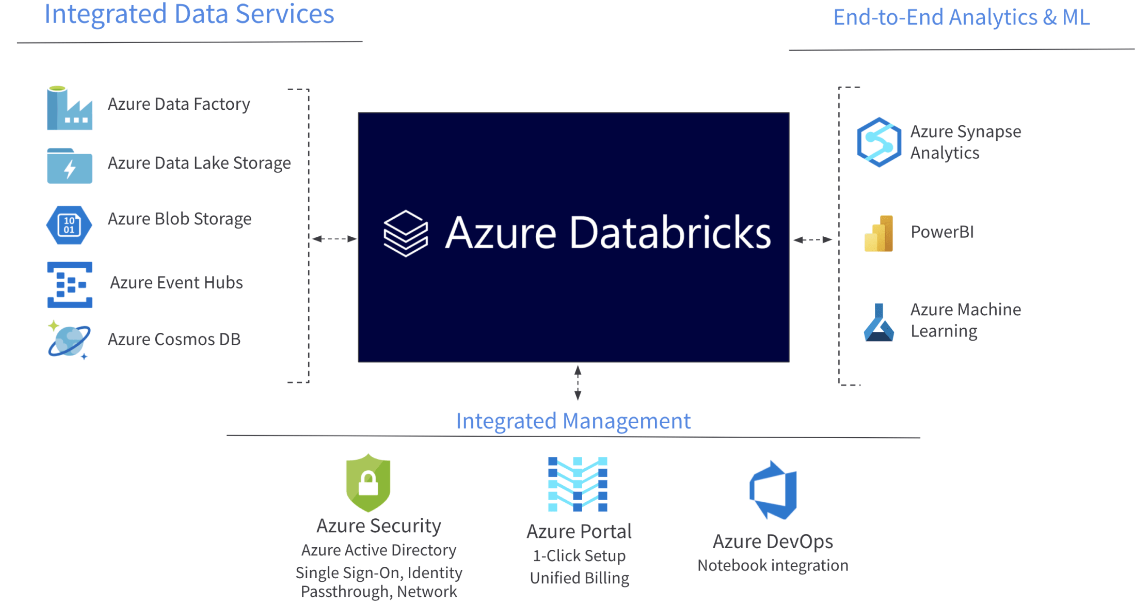 Integrated Data Services
End-to-End Analytics & ML
Azure Data Factory
Azure Data Lake Storage
Azure Blob Storage
10
01
Azure Event Hubs
Azure Cosmos DB
Azure Databricks
Azure Synapse
Analytics
PowerBI
Azure Machine
Learning
Integrated Management
Azure Security
Azure Active Directory
Single Sign-On, Identity
Passthrough, Network
Azure Portal
1-Click Setup
Unified Billing
Azure DevOps
Notebook integration